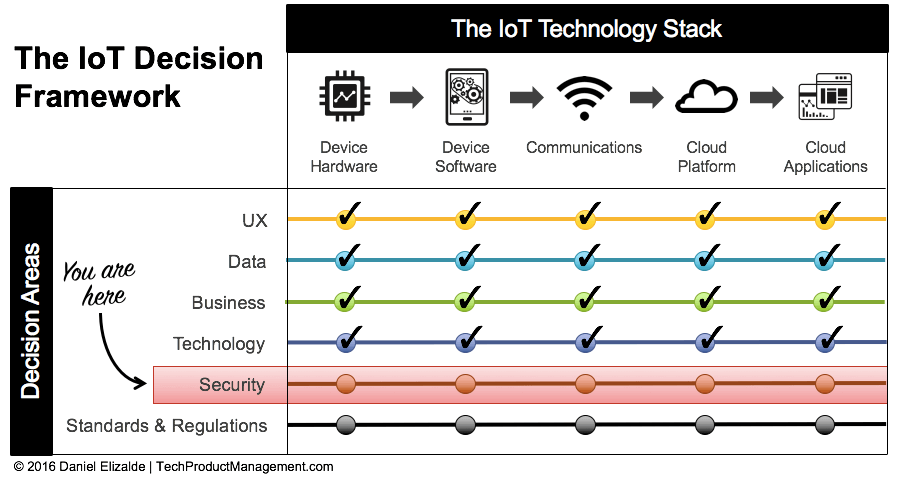 The IoT Decision
Framework
The IoT Technology Stack
Device
Hardware
Device
Software
Communications
Cloud
Platform
Cloud
Applications
Decision Areas
You are
here
UX
Data
Business
Technology
Security
Standards & Regulations
© 2016 Daniel Elizalde | TechProductManagement.com